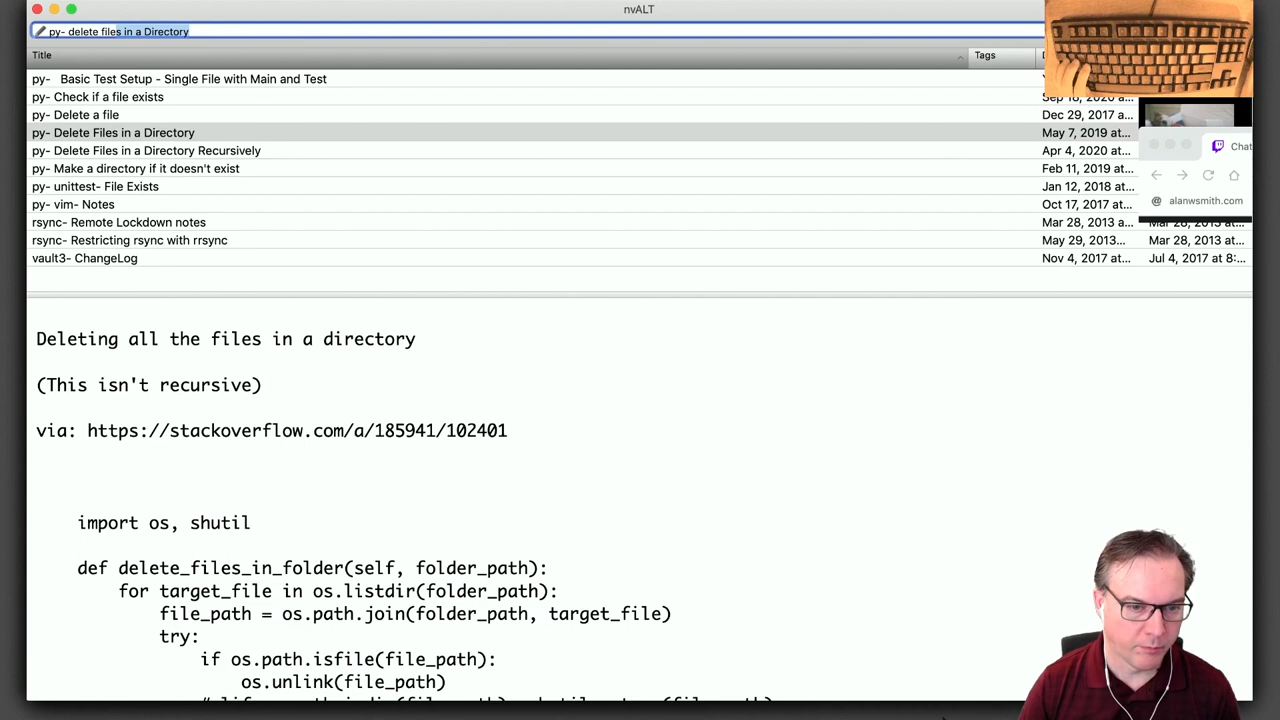 nvALT
py- delete files in a Directory
Title
Tags
py- Basic Test Setup - Single File with Main and Test
py- Check if a file exists
Sep 18, 2020 a...
py- Delete a file
Dec 29, 2017 a...
py- Delete Files in a Directory
May 7, 2019 at...
py- Delete Files in a Directory Recursively
Apr 4, 2020 at...
Chat
py- Make a directory if it doesn't exist
Feb 11, 2019 at...
py- unittest- File Exists
Jan 12, 2018 at...
py- vim- Notes
Oct 17, 2017 at...
@ alanwsmith.com
rsync- Remote Lockdown notes
Mar 28, 2013 a...
Mar 28, 2013 at...
rsync- Restricting rsync with rrsync
May 29, 2013...
Mar 28, 2013 at...
vault3- ChangeLog
Nov 4, 2017 at...
Jul 4, 2017 at 8:...
Deleting all the files in a directory
(This isn't recursive)
via: https://stackoverflow.com/a/185941/102401
import os, shutil
def delete_files_in_folder(self, folder_path):
for target_file in os.listdir(folder_path):
file_path = os.path.join(folder_path, target_file)
try:
if os.path.isfile(file_path):
os.unlink(file_path)